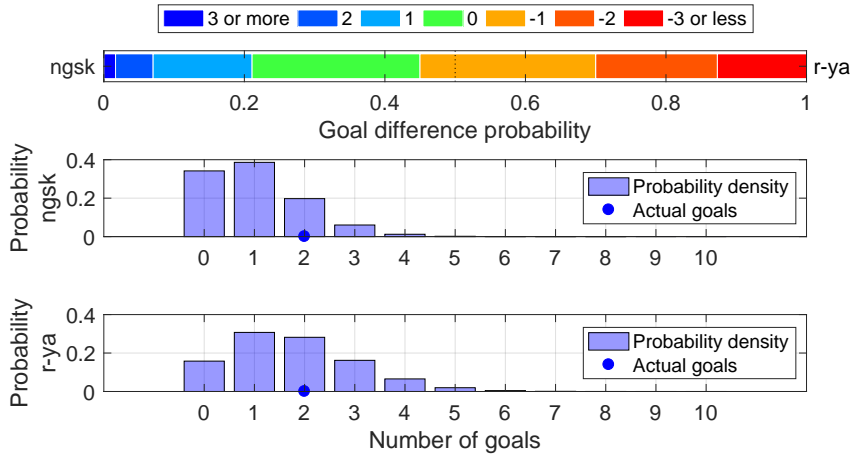 3 or more 2 1 0 -1 -2 -3 or less
ngsk r-ya
0 0.2 0.4 0.6 0.8 1
Goal difference probability
Probability
ngsk
0.4
0.2
0
Probability density
Actual goals
0 1 2 3 4 5 6 7 8 9 10
Probability
r-ya
0.4
0.2
0
Probability density
Actual goals
0 1 2 3 4 5 6 7 8 9 10
Number of goals